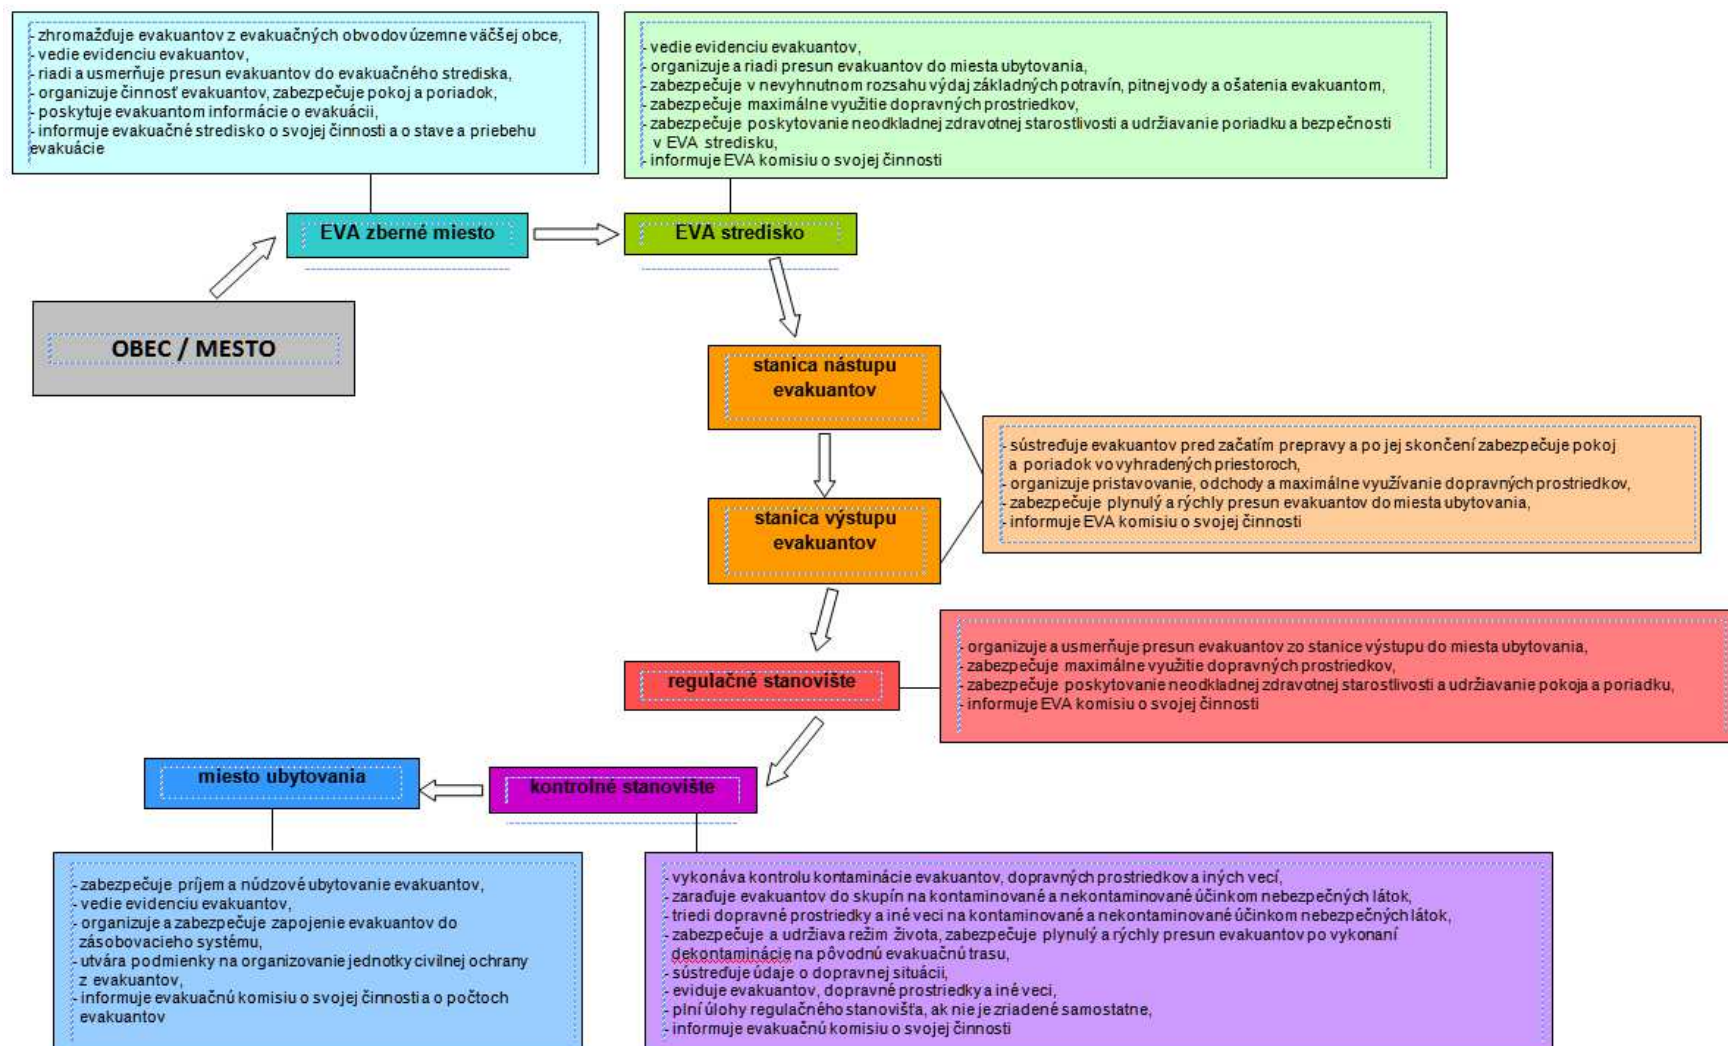 - zhromažďuje evakuantov z evakuačných obvodov územne väčšej obce,
- vedie evidenciu evakuantov,
- riadi a usmerňuje presun evakuantov do evakuačného strediska,
- organizuje činnosť evakuantov, zabezpečuje pokoj a poriadok,
- poskytuje evakuantom informácie o evakuácii,
- informuje evakuačné stredisko o svojej činnosti a o stave a priebehu
evakuácie
- vedie evidenciu evakuantov,
- organizuje a riadi presun evakuantov do miesta ubytovania,
- zabezpečuje v nevyhnutnom rozsahu výdaj základných potravín, pitnej vody a ošatenia evakuantom,
- zabezpečuje maximálne využitie dopravných prostriedkov,
- zabezpečuje poskytovanie neodkladnej zdravotnej starostlivosti a udržiavanie poriadku a bezpečnosti
v EVA stredisku,
- informuje EVA komisiu o svojej činnosti
EVA zberné miesto
EVA stredisko
OBEC / MESTO
stanica nástupu
evakuantov
stanica výstupu
evakuantov
- sústreďuje evakuantov pred začatím prepravy a po jej skončení zabezpečuje pokoj
a poriadok vo vyhradených priestoroch,
- organizuje pristavovanie, odchody a maximálne využívanie dopravných prostriedkov,
- zabezpečuje plynulý a rýchly presun evakuantov do miesta ubytovania,
- informuje EVA komisiu o svojej činnosti
regulačné stanovište
- organizuje a usmerňuje presun evakuantov zo stanice výstupu do miesta ubytovania,
- zabezpečuje maximálne využitie dopravných prostriedkov,
- zabezpečuje poskytovanie neodkladnej zdravotnej starostlivosti a udržiavanie pokoja a poriadku,
- informuje EVA komisiu o svojej činnosti
miesto ubytovania
kontrolné stanovište
- zabezpečuje príjem a núdzové ubytovanie evakuantov,
- vedie evidenciu evakuantov,
- organizuje a zabezpečuje zapojenie evakuantov do
zásobovacieho systému,
- utvára podmienky na organizovanie jednotky civilnej ochrany
z evakuantov,
- informuje evakuačnú komisiu o svojej činnosti a o počtoch
evakuantov
- vykonáva kontrolu kontaminácie evakuantov, dopravných prostriedkov a iných vecí,
- zaraďuje evakuantov do skupín na kontaminované a nekontaminované účinkom nebezpečných látok,
- triedi dopravné prostriedky a iné veci na kontaminované a nekontaminované účinkom nebezpečných látok,
- zabezpečuje a udržiava režim života, zabezpečuje plynulý a rýchly presun evakuantov po vykonaní
dekontaminácie na pôvodnú evakuačnú trasu,
- sústreďuje údaje o dopravnej situácii,
- eviduje evakuantov, dopravné prostriedky a iné veci,
- plní úlohy regulačného stanovišťa, ak nie je zriadené samostatne,
- informuje evakuačnú komisiu o svojej činnosti